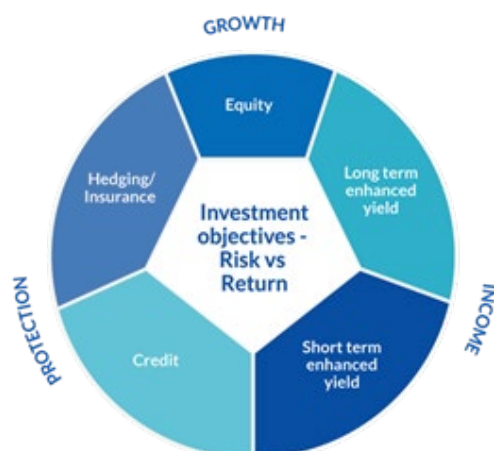 GROWTH
Equity
Hedging/
Insurance
Long term
enhanced
yield
Investment
objectives -
Risk vs
Return
PROTECTION
INCOME
Credit
Short term
enhanced
yield